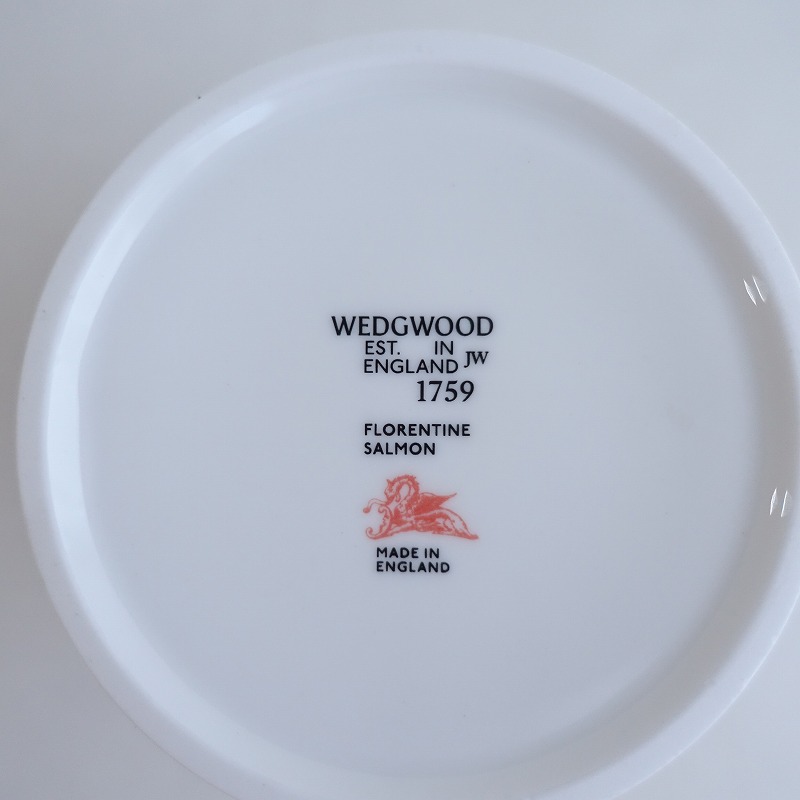 WEDGWOOD
EST. IN
ENGLAND JW
1759
FLORENTINE
SALMON
MADE IN
ENGLAND